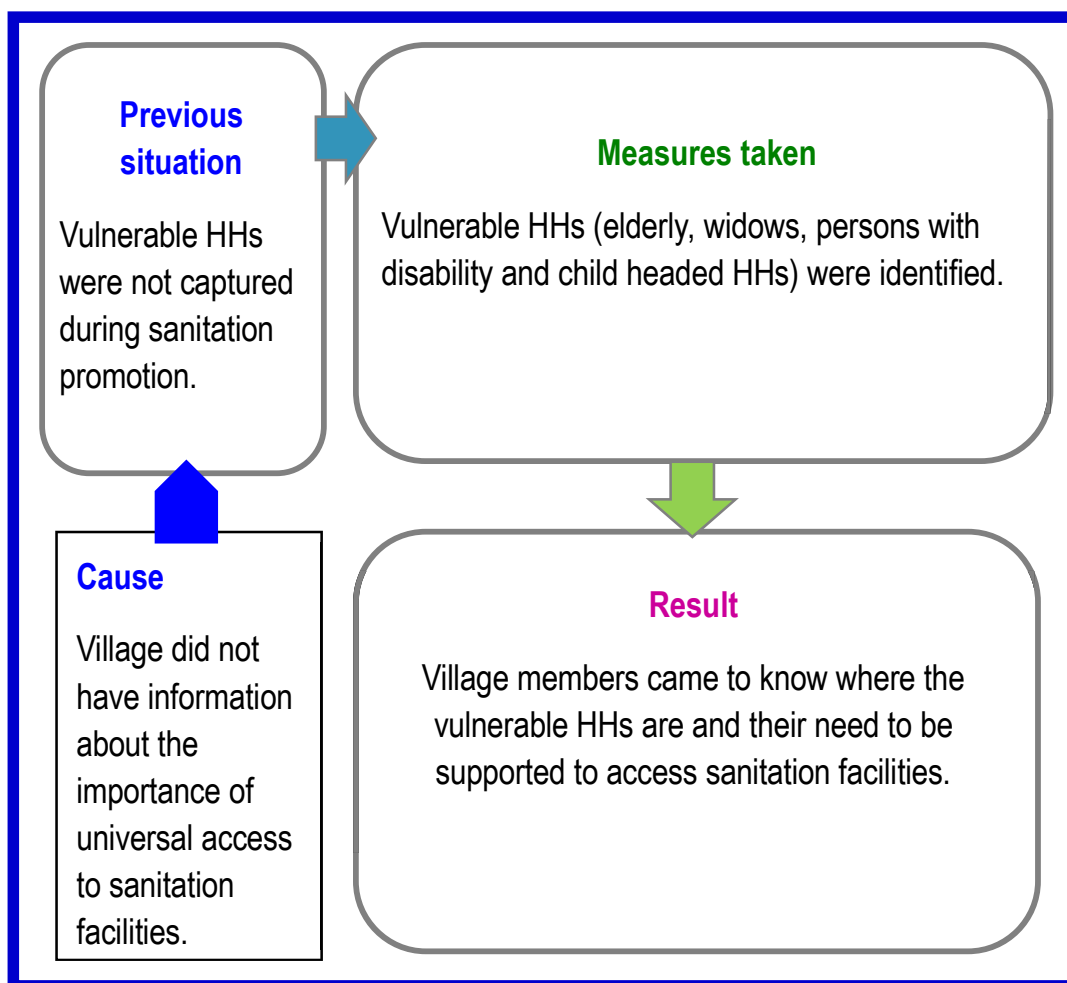 Previous
situation
Vulnerable HHs
were not captured
during sanitation
promotion.
Measures taken
Vulnerable HHs (elderly, widows, persons with
disability and child headed HHs) were identified.
Cause
Village did not
have information
about the
importance of
universal access
to sanitation
facilities.
Result
Village members came to know where the
vulnerable HHs are and their need to be
supported to access sanitation facilities.